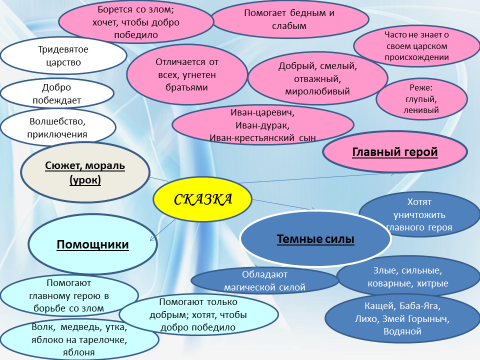 Борется со злом;
хочет, чтобы добро
победило
Помогает бедным и
слабым
Часто не знает о
своем царском
происхождении
Тридевятое
царство
Отличается от
всех, угнетен
братьями
Добрый, смелый,
отважный,
миролюбивый
Реже:
глупый,
ленивый
Добро
побеждает
Волшебство,
приключения
Иван-царевич,
Иван-дурак,
Иван-крестьянский сын
Главный герой
Сюжет, мораль
(урок)
СКАЗКА
Хотят
уничтожить
главного героя
Помощники
Темные силы
Обладают
магической силой
Злые, сильные,
коварные, хитрые
Помогают
главному герою в
борьбе со злом
Помогают только
добрым; хотят, чтобы
добро победило
Кащей, Баба-Яга,
Лихо, Змей Горыныч,
Водяной
Волк, медведь, утка,
яблоко на тарелочке,
яблоня